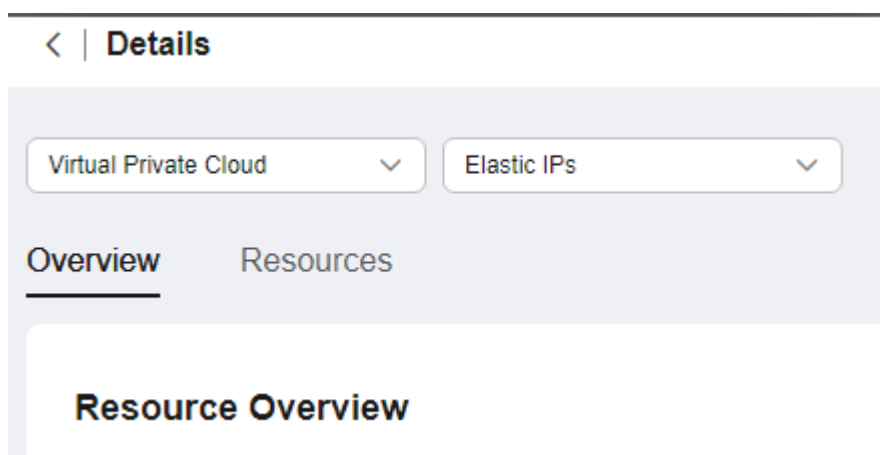 Details
Virtual Private Cloud
Elastic IPs
Overview
Resources
Resource Overview